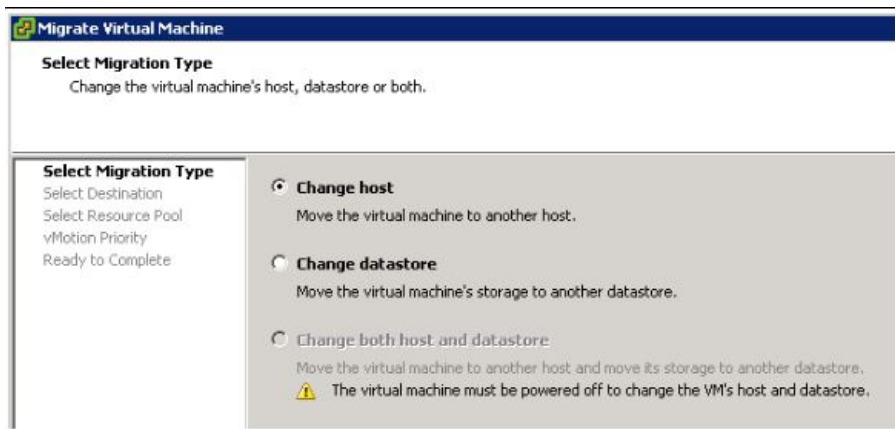 Migrate Virtual Machine
Select Migration Type
Change the virtual machine's host, datastore or both.
Select Migration Type
Select Destination
Select Resource Pool
vMotion Priority
Ready to Complete
Change host
Move the virtual machine to another host.
Change datastore
Move the virtual machine's storage to another datastore.
Change both host and datastore
Move the virtual machine to another host and move its storage to another datastore.
The virtual machine must be powered off to change the VM's host and datastore.